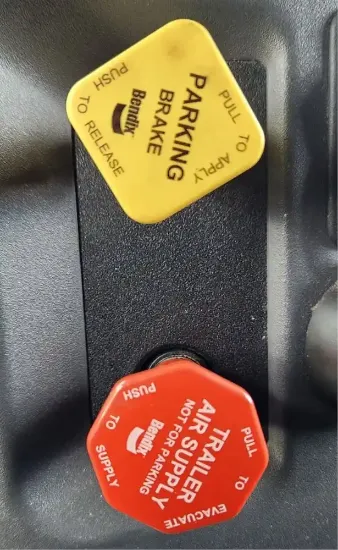 PULL TO APPLY
PARKING
BRAKE
Bendix
PUSH TO RELEASE
PULL TO EVACUATE
TRAILER
AIR SUPPLY
NOT FOR PARKING
Bendix
PUSH TO SUPPLY